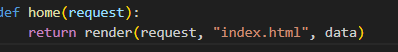 def home(request):
    return render(request, "index.html", data)